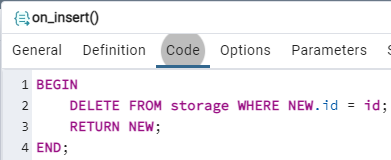 on_insert()
General Definition Code Options Parameters
1 BEGIN
2 DELETE FROM storage WHERE NEW.id = id;
3 RETURN NEW;
4 END;